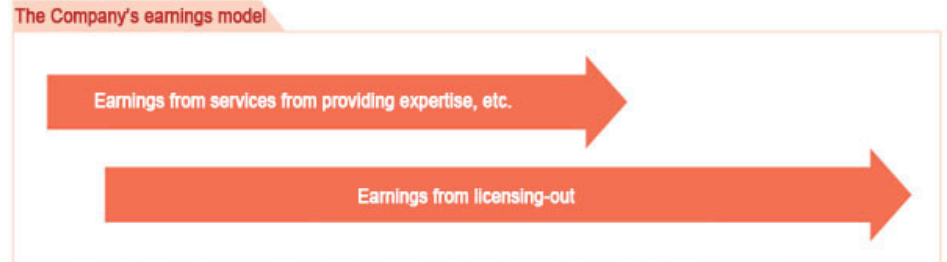 The Company's earnings model
Earnings from services from providing expertise, etc.
Earnings from licensing-out